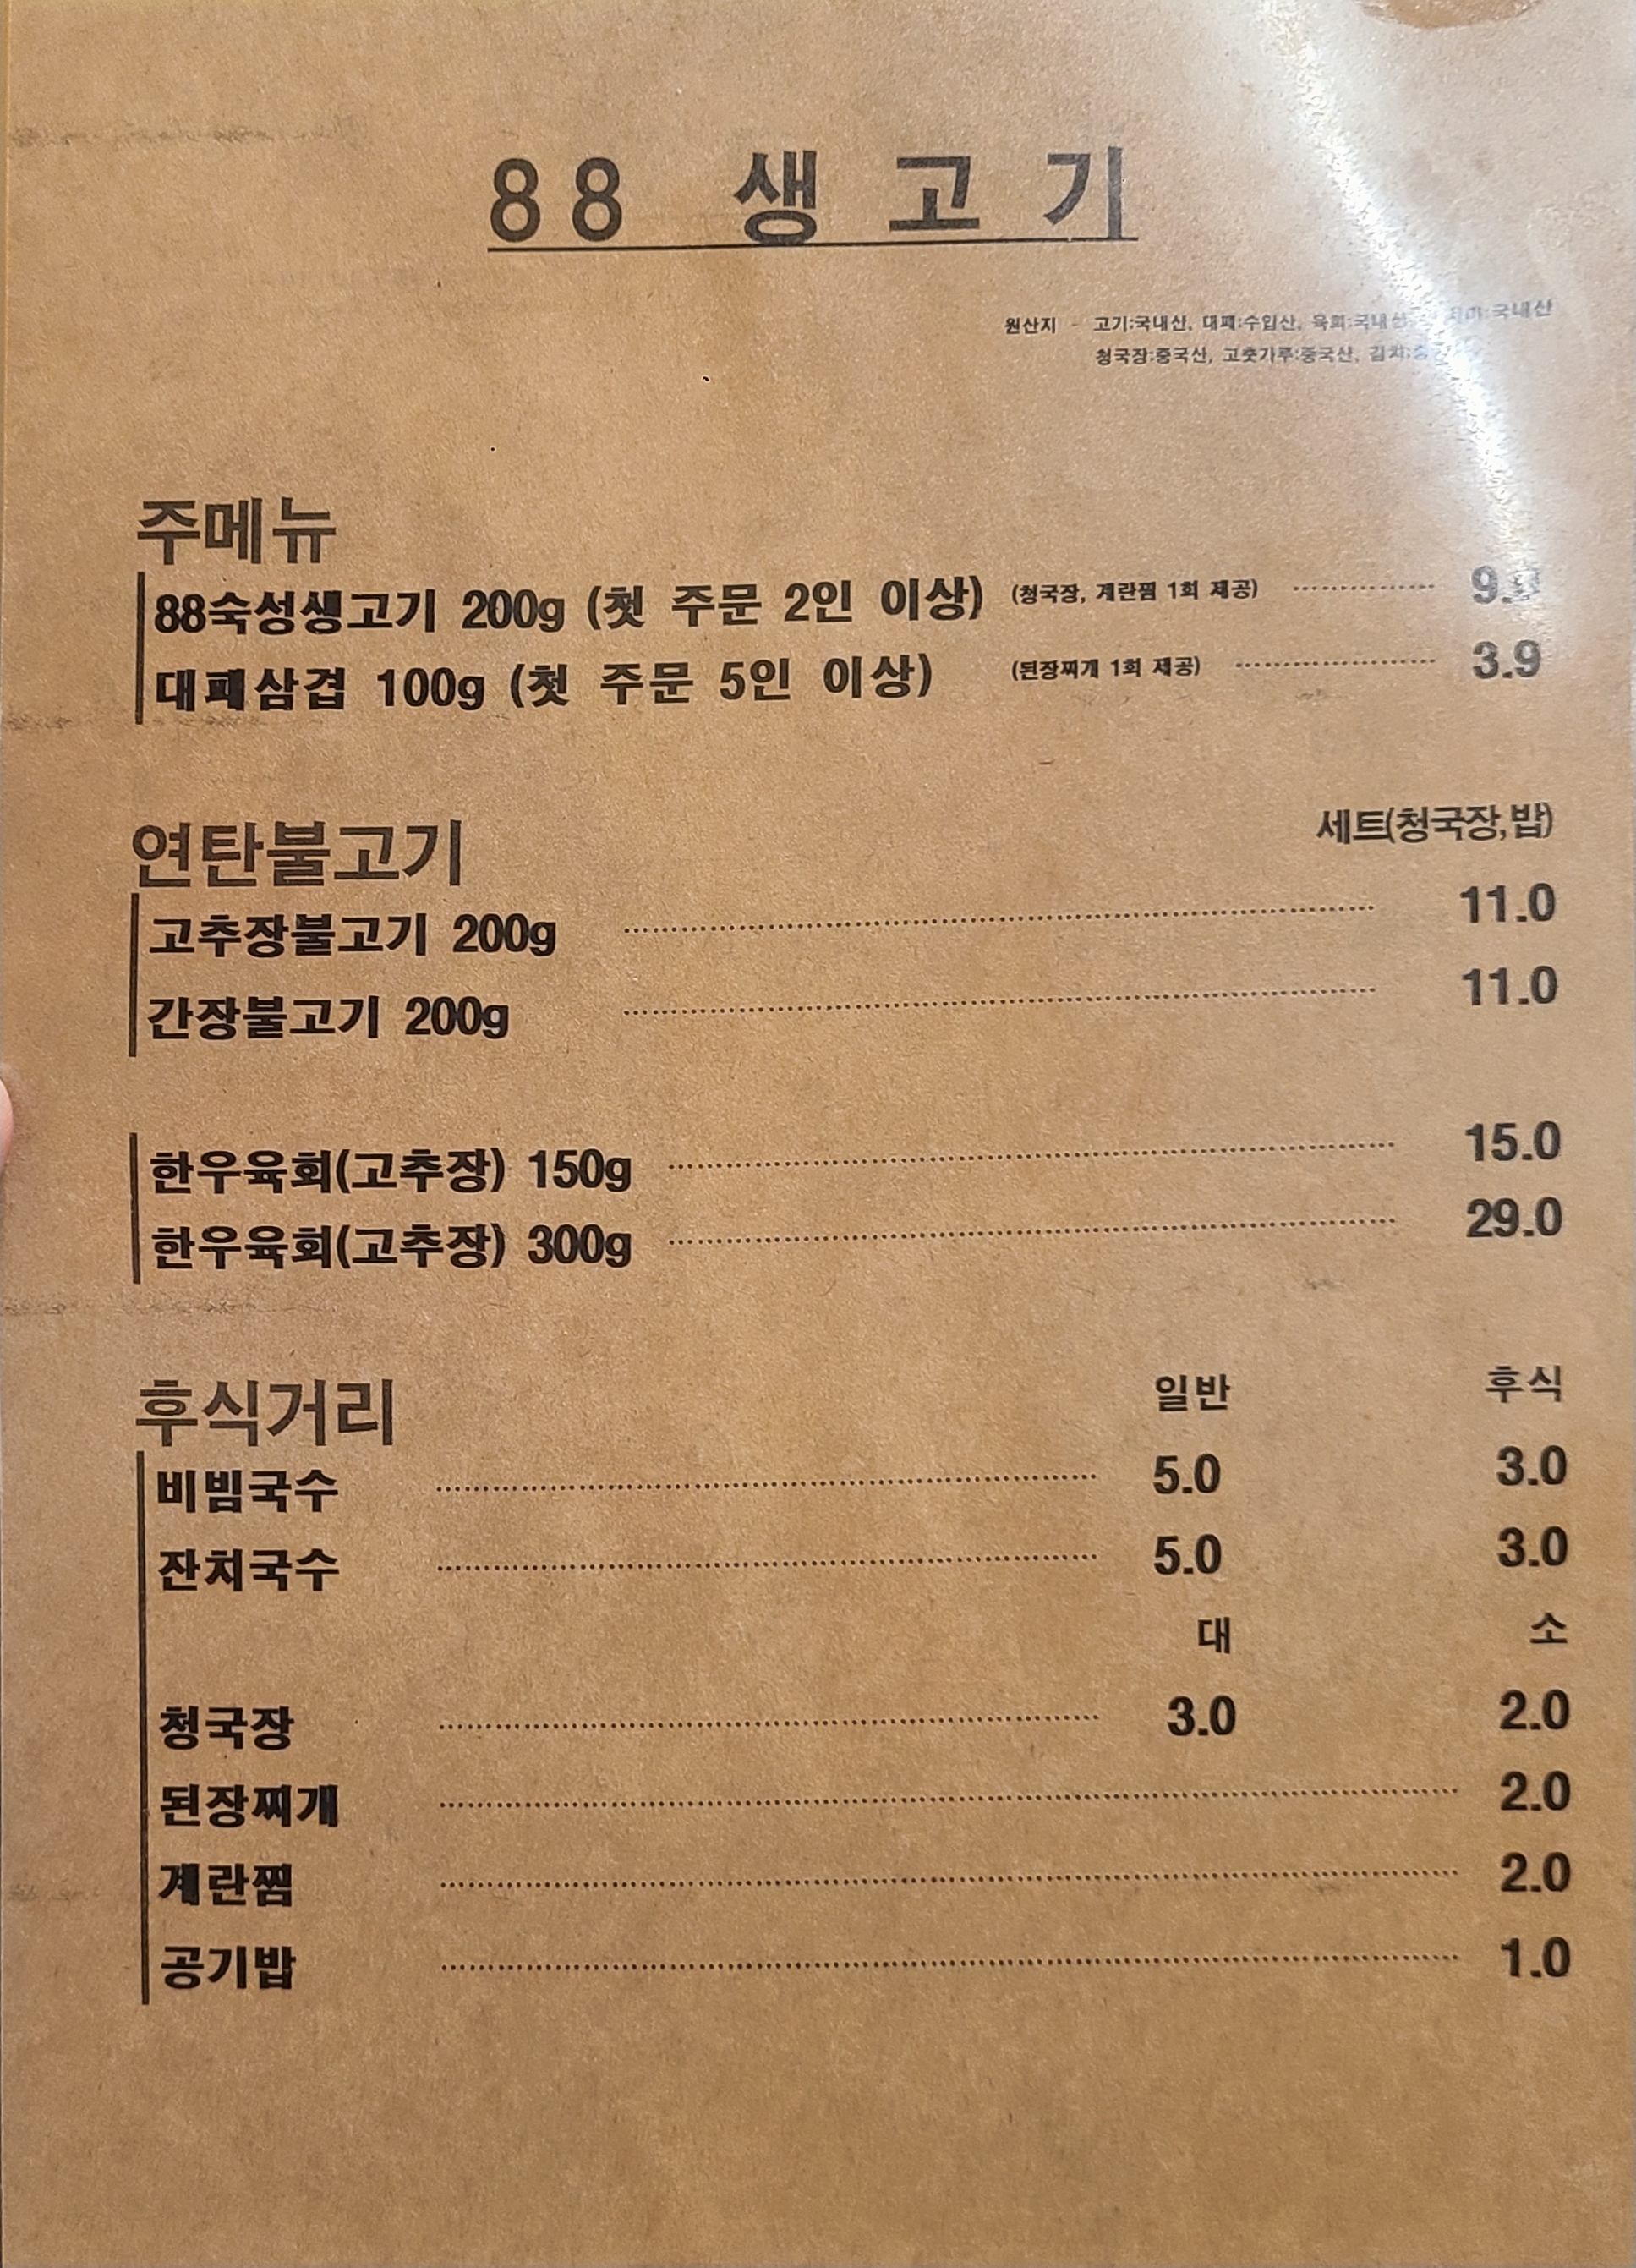 88 생고기
원산지 - 고기:국내산, 대패:수입산, 육회:국내산, 국내산
청국장:중국산, 고춧가루:중국산, 김치:
주메뉴
88숙성생고기 200g (첫 주문 2인 이상) (청국장, 계란찜 1회 제공)
대패삼겹 100g (첫 주문 5인 이상) (된장찌개 1회 제공) 3.9
연탄불고기 세트(청국장,밥)
고추장불고기 200g 11.0
간장불고기 200g 11.0
한우육회(고추장) 150g 15.0
한우육회(고추장) 300g 29.0
후식거리 일반 후식
비빔국수 5.0 3.0
잔치국수 5.0 3.0
대 소
청국장 3.0 2.0
된장찌개 2.0
계란찜 2.0
공기밥 1.0